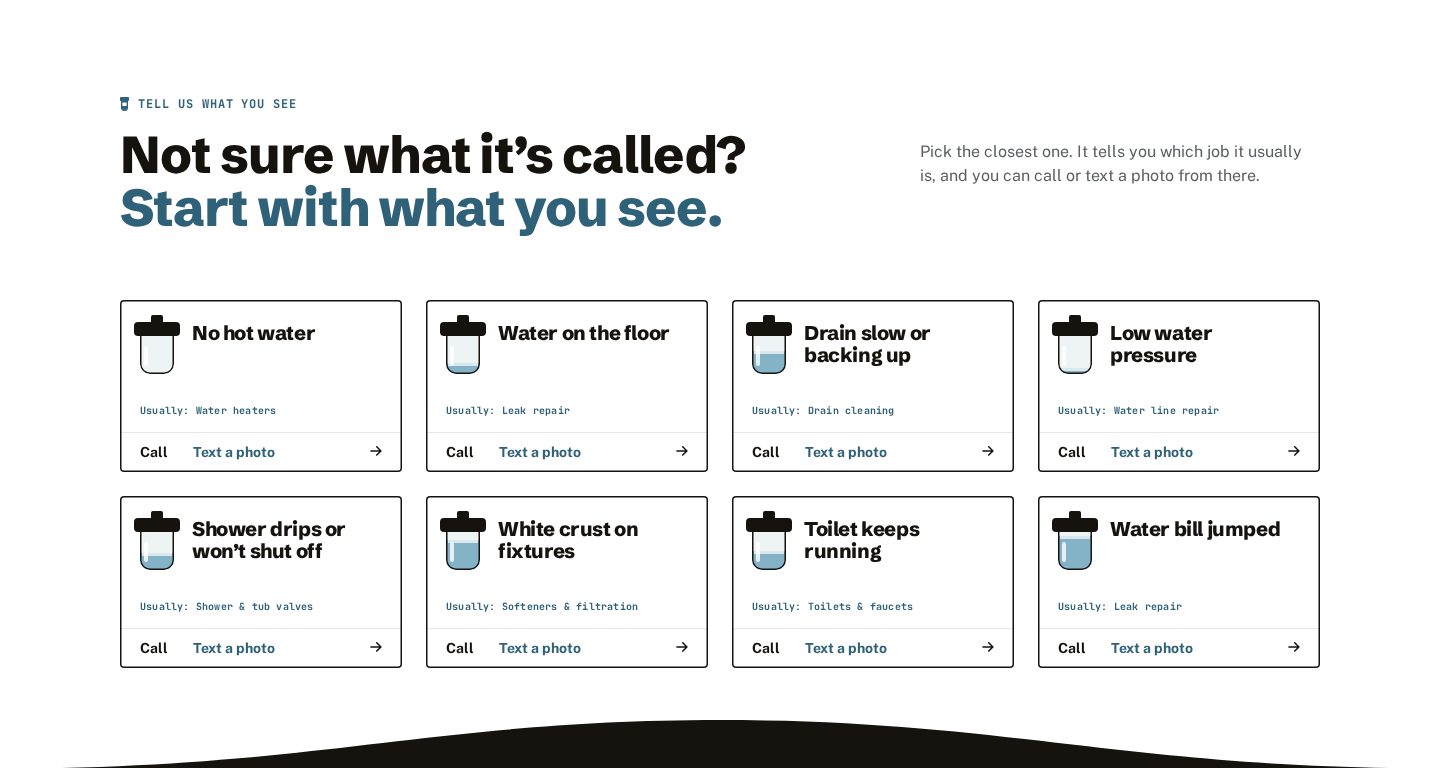 TELL US WHAT YOU SEE
Not sure what it’s called?
Start with what you see.
Pick the closest one. It tells you which job it usually
is, and you can call or text a photo from there.
No hot water
Usually: Water heaters
Call Text a photo →
Water on the floor
Usually: Leak repair
Call Text a photo →
Drain slow or
backing up
Usually: Drain cleaning
Call Text a photo →
Low water
pressure
Usually: Water line repair
Call Text a photo →
Shower drips or
won’t shut off
Usually: Shower & tub valves
Call Text a photo →
White crust on
fixtures
Usually: Softeners & filtration
Call Text a photo →
Toilet keeps
running
Usually: Toilets & faucets
Call Text a photo →
Water bill jumped
Usually: Leak repair
Call Text a photo →